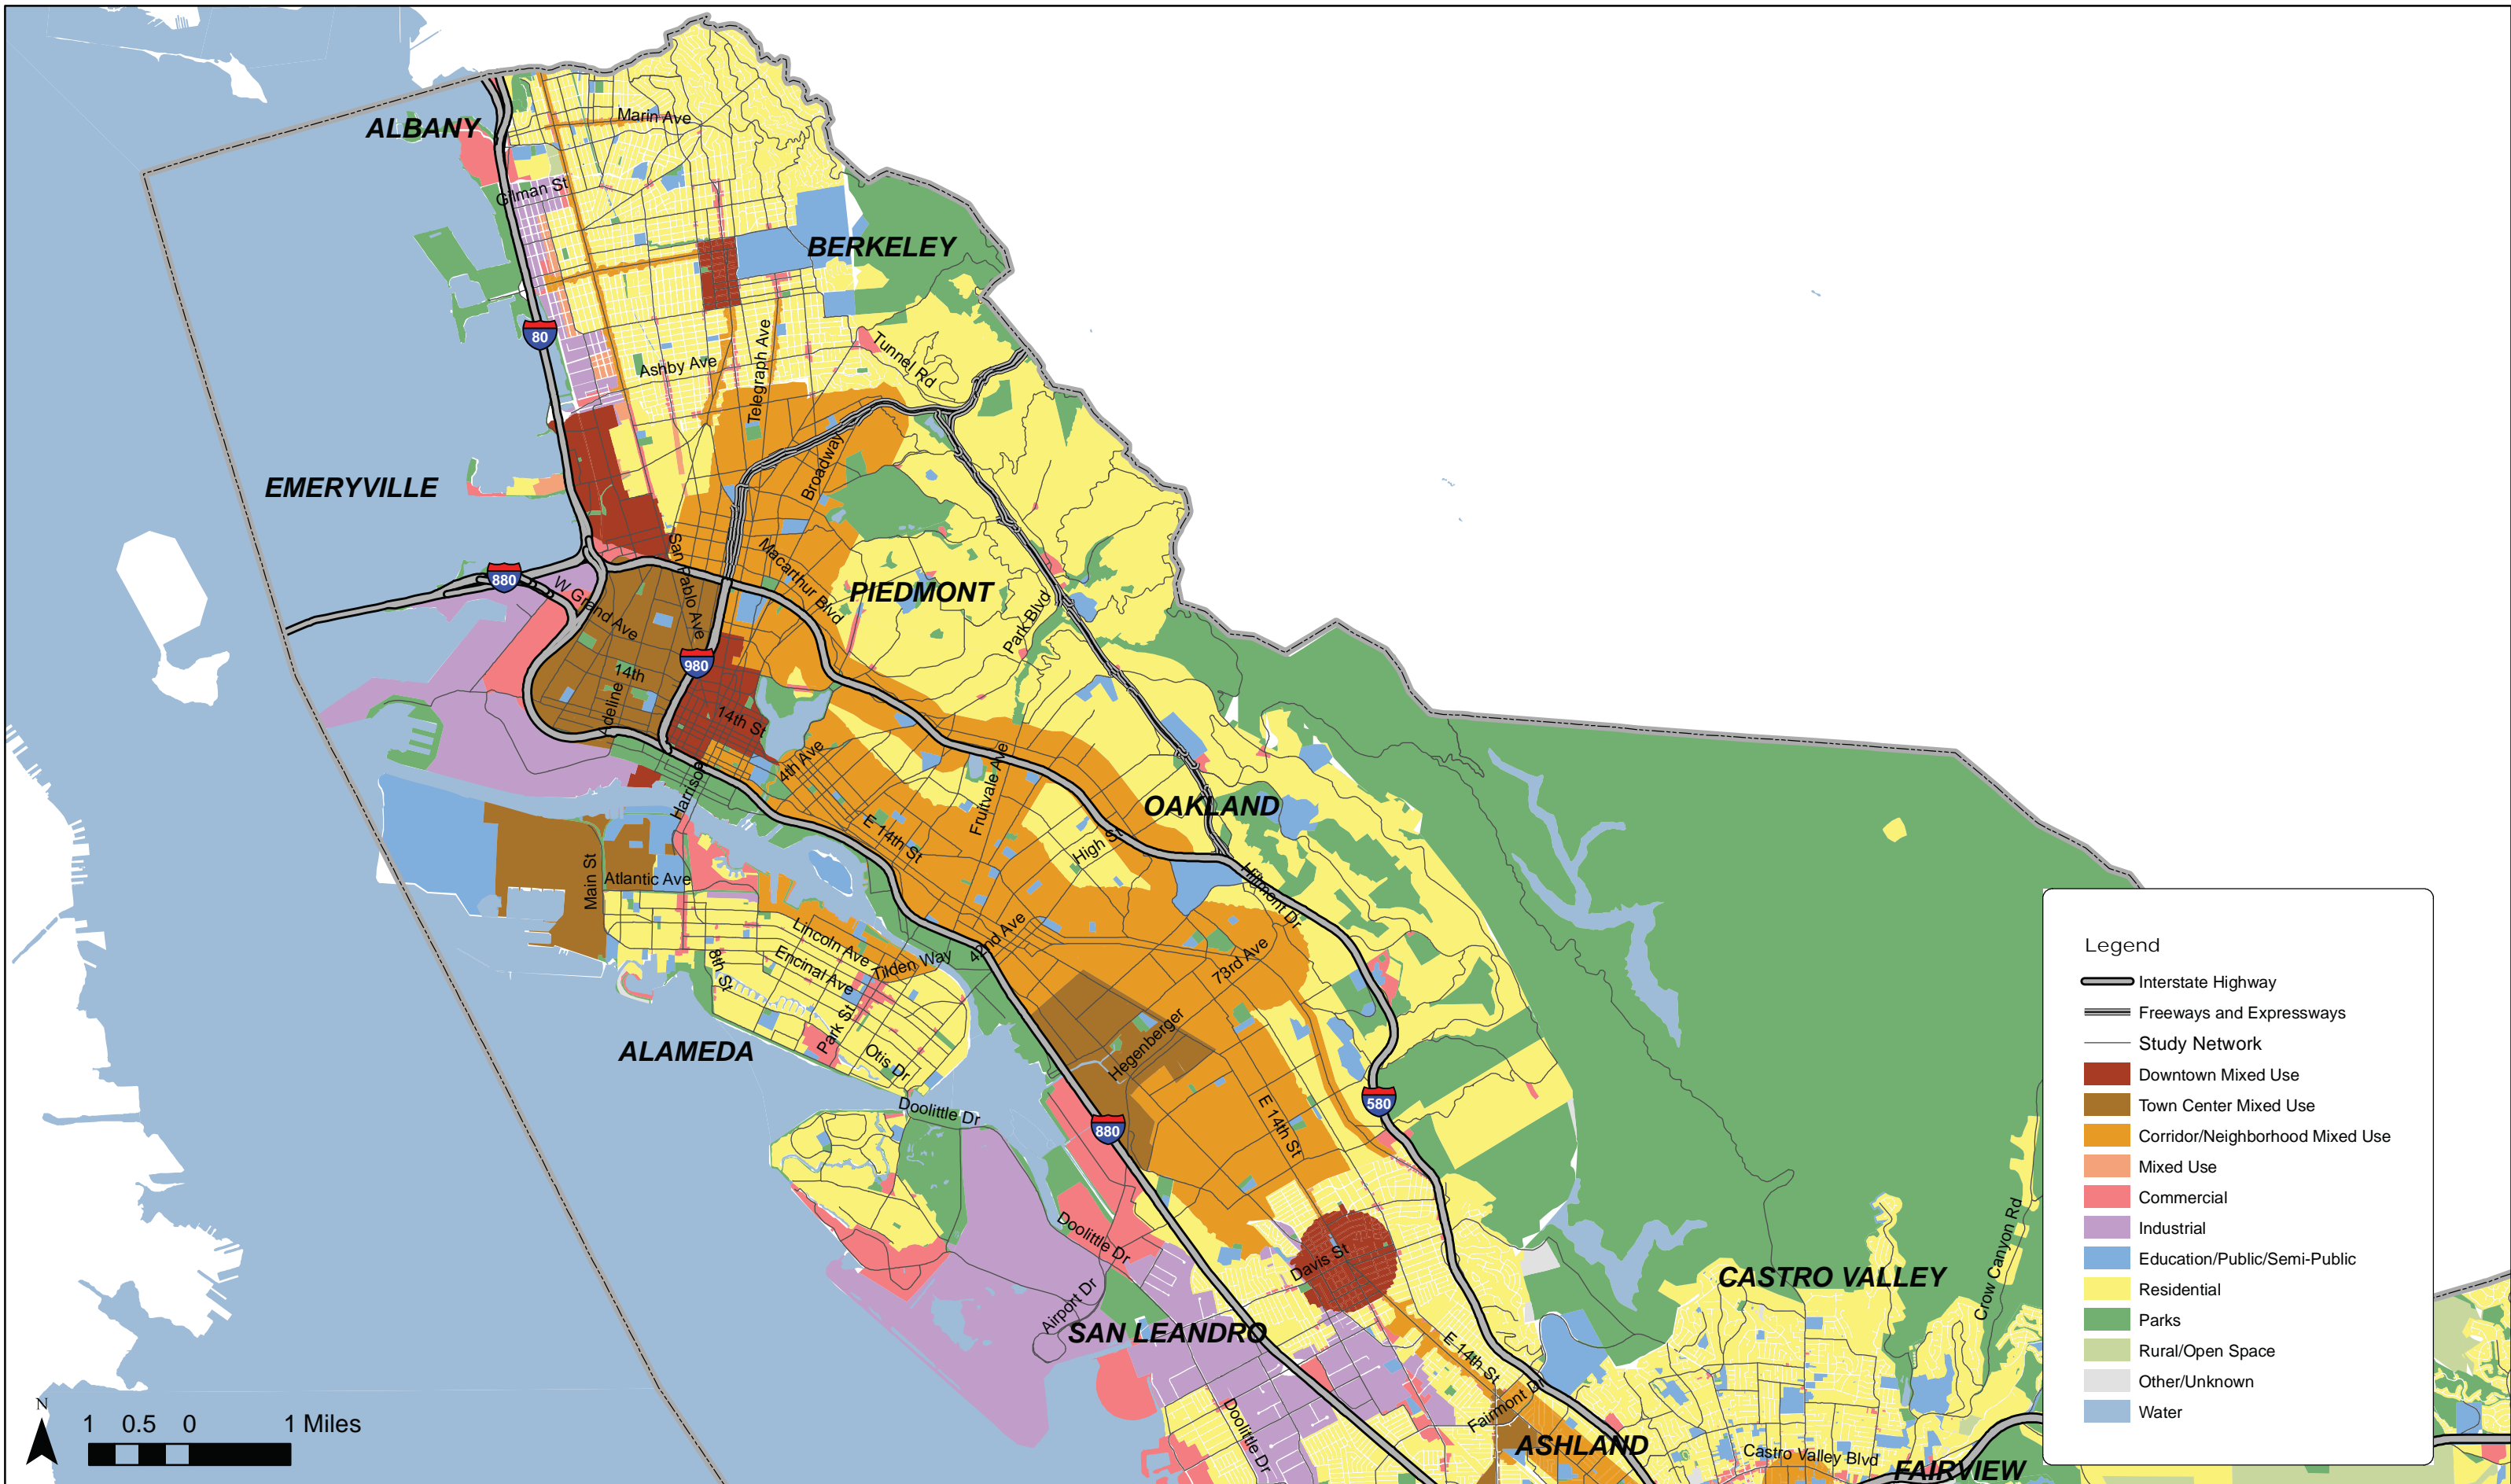 ALBANY
Marin Ave
Gilman St
BERKELEY
80
Tunnel Rd
Ashby Ave
Telegraph Ave
Broadway
EMERYVILLE
San Pablo Ave
Macarthur Blvd
880
W Grand Ave
PIEDMONT
Park Blvd
980
14th
Adeline
14th St
4th Ave
Harrison
Fruitvale Ave
OAKLAND
E 14th St
High St
Main St
Atlantic Ave
Hillmont Dr
Lincoln Ave
Encinal Ave
Tilden Way
42nd Ave
73rd Ave
8th St
Park St
Otis Dr
ALAMEDA
Hegenberger
Doolittle Dr
880
E 14th St
580
Doolittle Dr
Davis St
Airport Dr
SAN LEANDRO
CASTRO VALLEY
Crow Canyon Rd
E 14th St
Fairmont Dr
Doolittle Dr
ASHLAND
Castro Valley Blvd
FAIRVIEW
Legend
Interstate Highway
Freeways and Expressways
Study Network
Downtown Mixed Use
Town Center Mixed Use
Corridor/Neighborhood Mixed Use
Mixed Use
Commercial
Industrial
Education/Public/Semi-Public
Residential
Parks
Rural/Open Space
Other/Unknown
Water
N
1 0.5 0 1 Miles